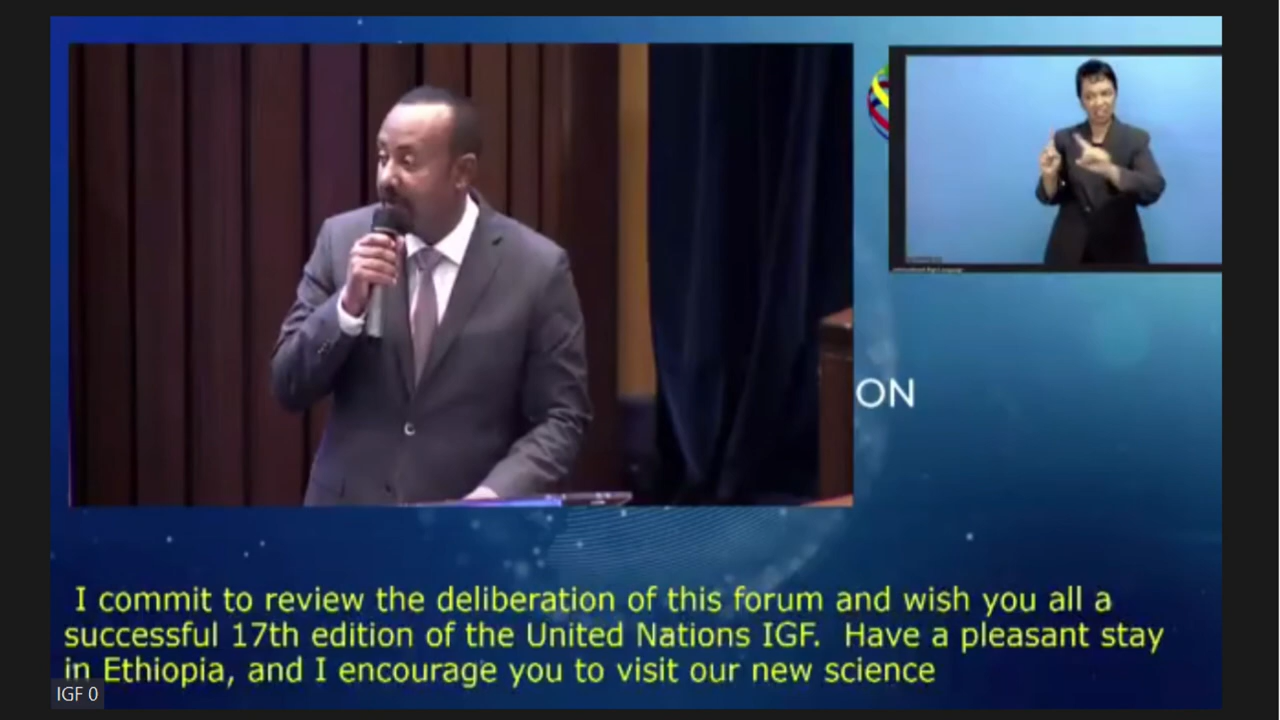 ON
I commit to review the deliberation of this forum and wish you all a
successful 17th edition of the United Nations IGF.  Have a pleasant stay
in Ethiopia, and I encourage you to visit our new science
IGF 0